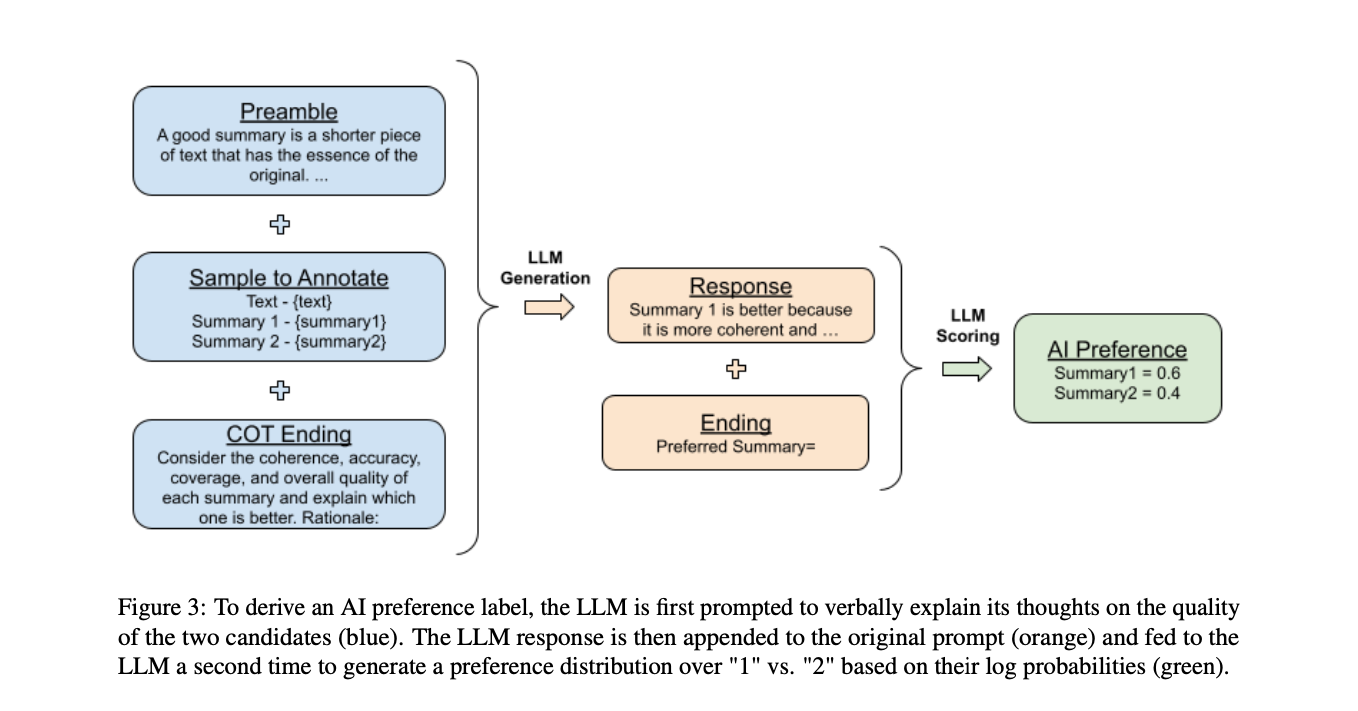 Preamble
A good summary is a shorter piece
of text that has the essence of the
original. ...
Sample to Annotate
Text - {text}
Summary 1 - {summary1}
Summary 2 - {summary2}
COT Ending
Consider the coherence, accuracy,
coverage, and overall quality of
each summary and explain which
one is better. Rationale:
LLM
Generation
Response
Summary 1 is better because
it is more coherent and ...
Ending
Preferred Summary=
LLM
Scoring
AI Preference
Summary1 = 0.6
Summary2 = 0.4
Figure 3: To derive an AI preference label, the LLM is first prompted to verbally explain its thoughts on the quality
of the two candidates (blue). The LLM response is then appended to the original prompt (orange) and fed to the
LLM a second time to generate a preference distribution over "1" vs. "2" based on their log probabilities (green).